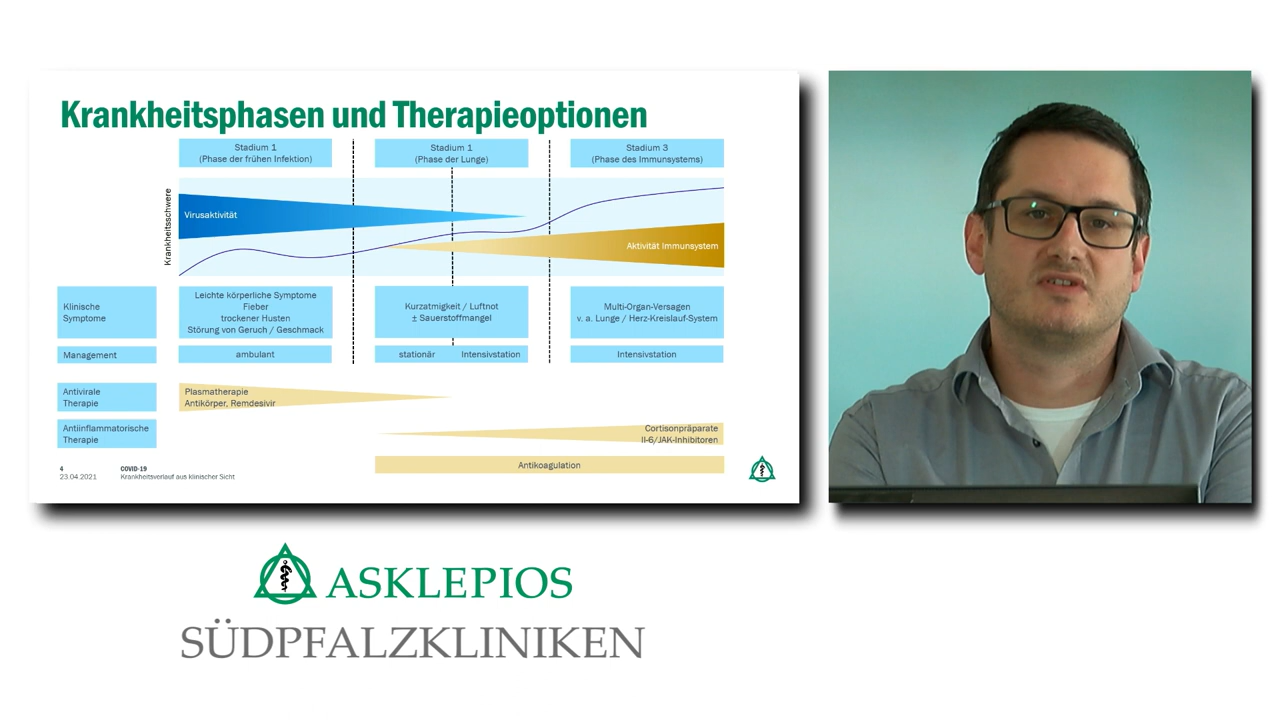 Krankheitsphasen und Therapieoptionen
Stadium 1
(Phase der frühen Infektion)
Stadium 1
(Phase der Lunge)
Stadium 3
(Phase des Immunsystems)
Krankheitsschwere
Virusaktivität
Aktivität Immunsystem
Klinische
Symptome
Leichte körperliche Symptome
Fieber
trockener Husten
Störung von Geruch / Geschmack
Kurzatmigkeit / Luftnot
± Sauerstoffmangel
Multi-Organ-Versagen
v. a. Lunge / Herz-Kreislauf-System
Management
ambulant
stationär
Intensivstation
Intensivstation
Antivirale
Therapie
Plasmatherapie
Antikörper, Remdesivir
Antiinflammatorische
Therapie
Cortisonpräparate
Il-6/JAK-Inhibitoren
Antikoagulation
4
23.04.2021
COVID-19
Krankheitsverlauf aus klinischer Sicht
ASKLEPIOS
SÜDPFALZKLINIKEN